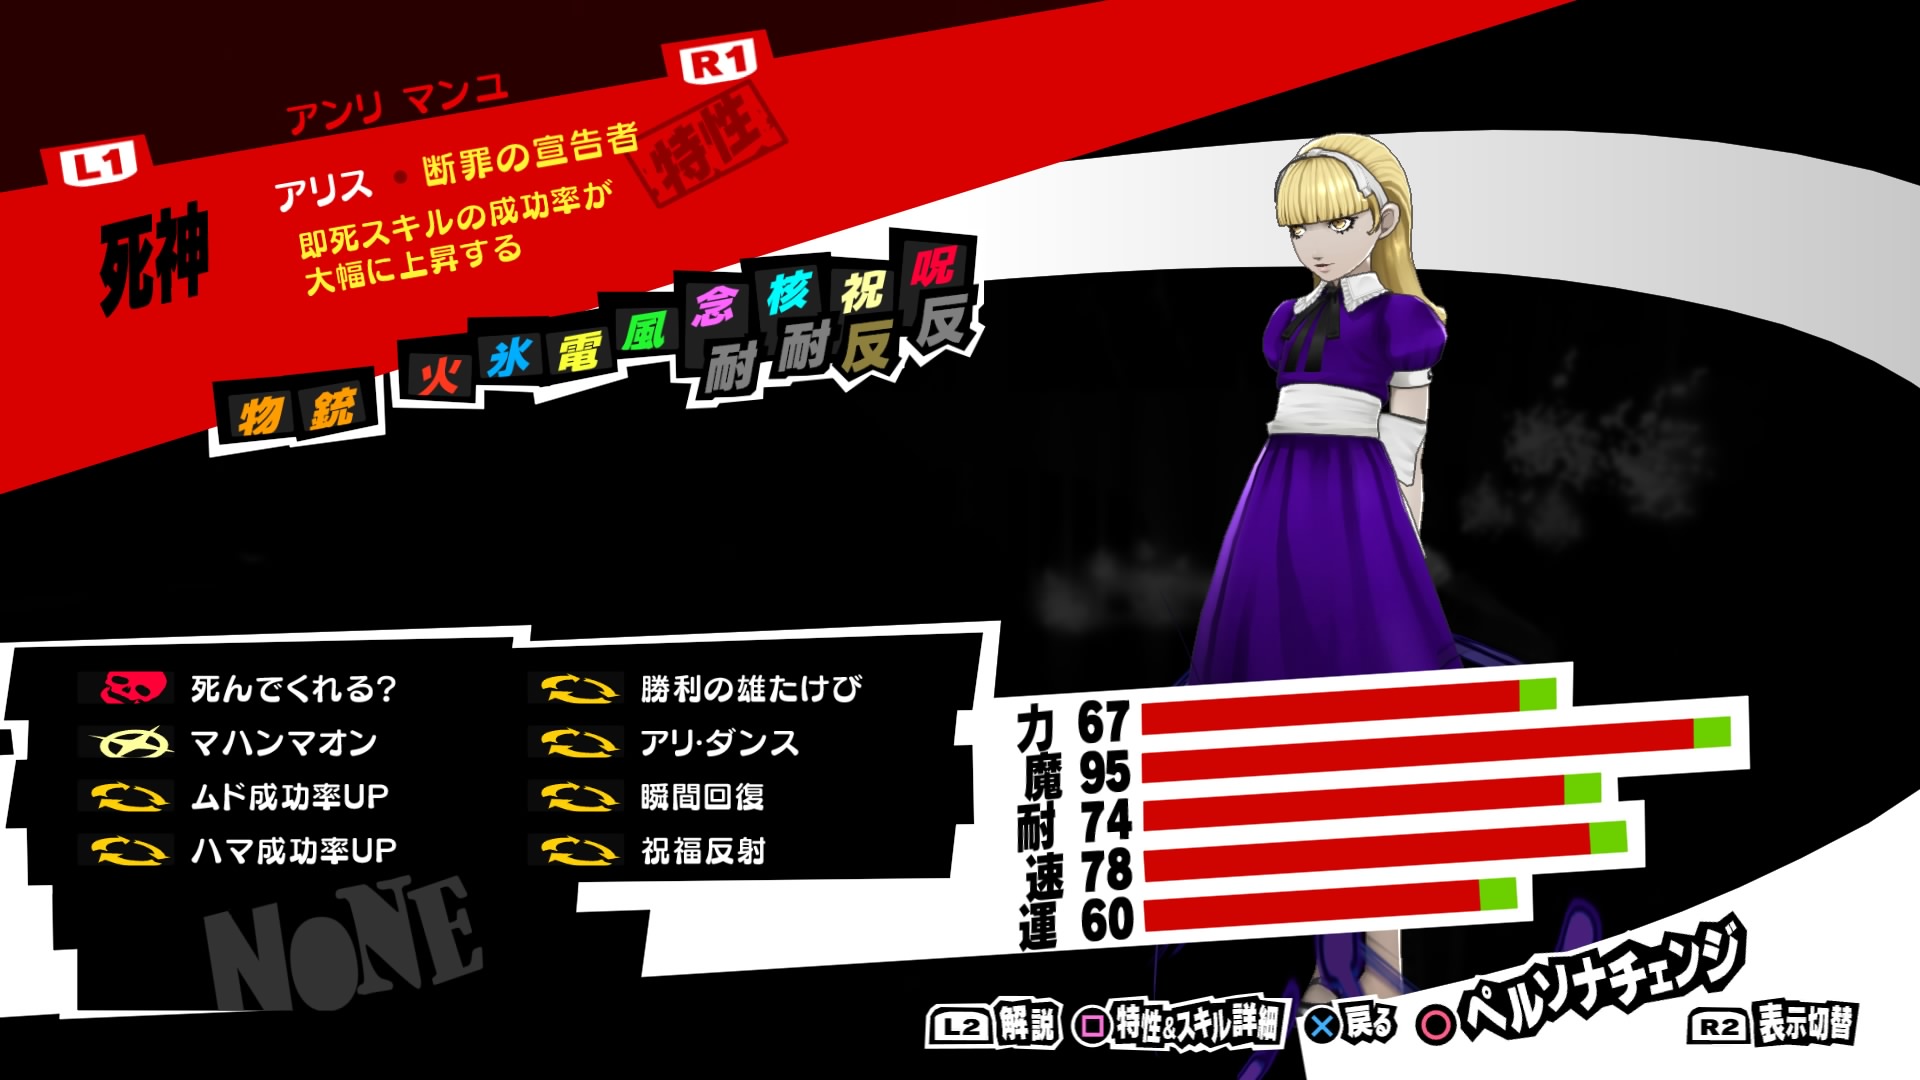 アンリ マンユ
R1
L1
死神
アリス・断罪の宣告者
特性
即死スキルの成功率が
大幅に上昇する
物 銃 火 氷 電 風 念 核 祝 呪
耐 耐 反 反
死んでくれる?
マハンマオン
ムド成功率UP
ハマ成功率UP
勝利の雄たけび
アリ・ダンス
瞬間回復
祝福反射
NONE
力 67
魔 95
耐 74
速 78
運 60
L2 解説 特性&スキル詳細 戻る ペルソナチェンジ R2 表示切替